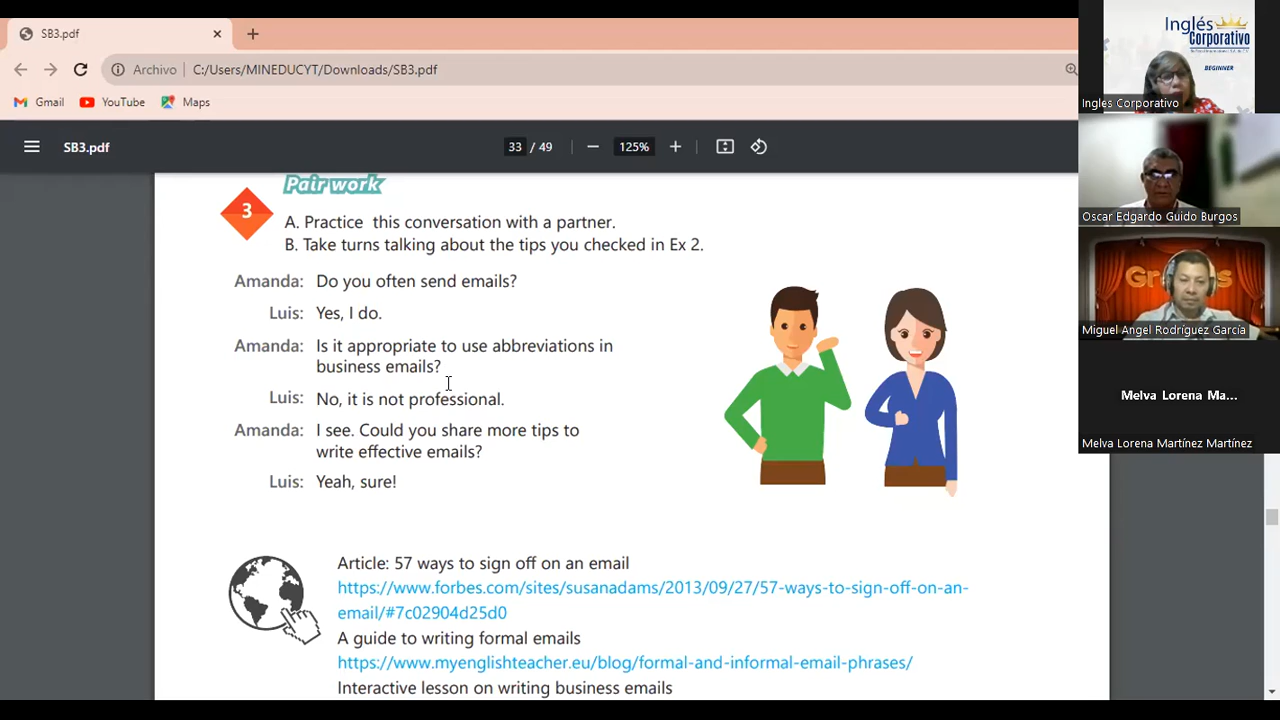 SB3.pdf
Archivo C:/Users/MINEDUCYT/Downloads/SB3.pdf
Gmail YouTube Maps
SB3.pdf 33 / 49 125%
Pair work
3
A. Practice this conversation with a partner.
B. Take turns talking about the tips you checked in Ex 2.
Amanda: Do you often send emails?
Luis: Yes, I do.
Amanda: Is it appropriate to use abbreviations in
business emails?
Luis: No, it is not professional.
Amanda: I see. Could you share more tips to
write effective emails?
Luis: Yeah, sure!
Article: 57 ways to sign off on an email
https://www.forbes.com/sites/susanadams/2013/09/27/57-ways-to-sign-off-on-an-
email/#7c02904d25d0
A guide to writing formal emails
https://www.myenglishteacher.eu/blog/formal-and-informal-email-phrases/
Interactive lesson on writing business emails
Inglés
Corporativo
BEGINNER
Inglés Corporativo
Oscar Edgardo Guido Burgos
Miguel Angel Rodríguez García
Melva Lorena Ma...
Melva Lorena Martínez Martínez